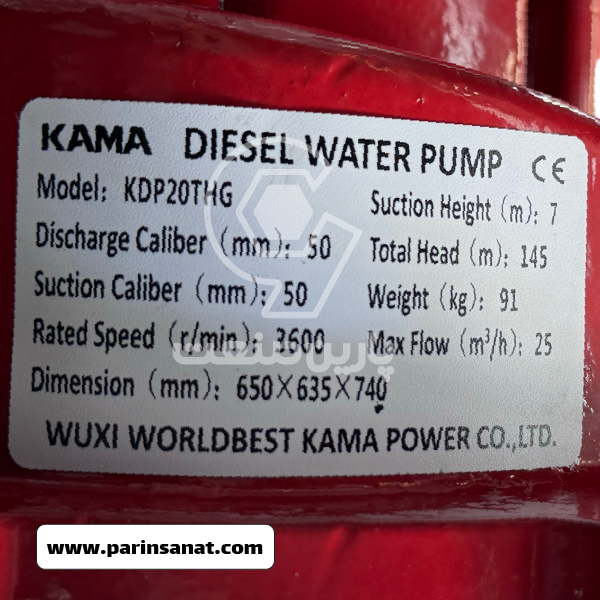 KAMA DIESEL WATER PUMP CE
Model: KDP20THG
Suction Height (m): 7
Discharge Caliber (mm): 50
Total Head (m): 145
Suction Caliber (mm): 50
Weight (kg): 91
Rated Speed (r/min): 3600
Max Flow (m³/h): 25
پارین صنعت
Dimension (mm): 650×635×740
WUXI WORLDBEST KAMA POWER CO.,LTD.
www.parinsanat.com